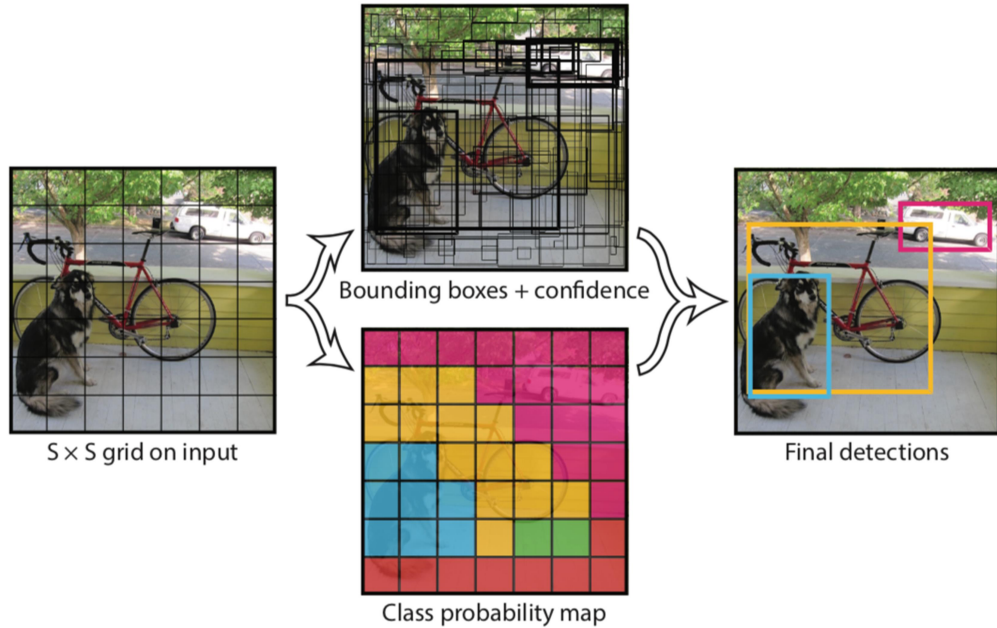 S × S grid on input
Bounding boxes + confidence
Class probability map
Final detections